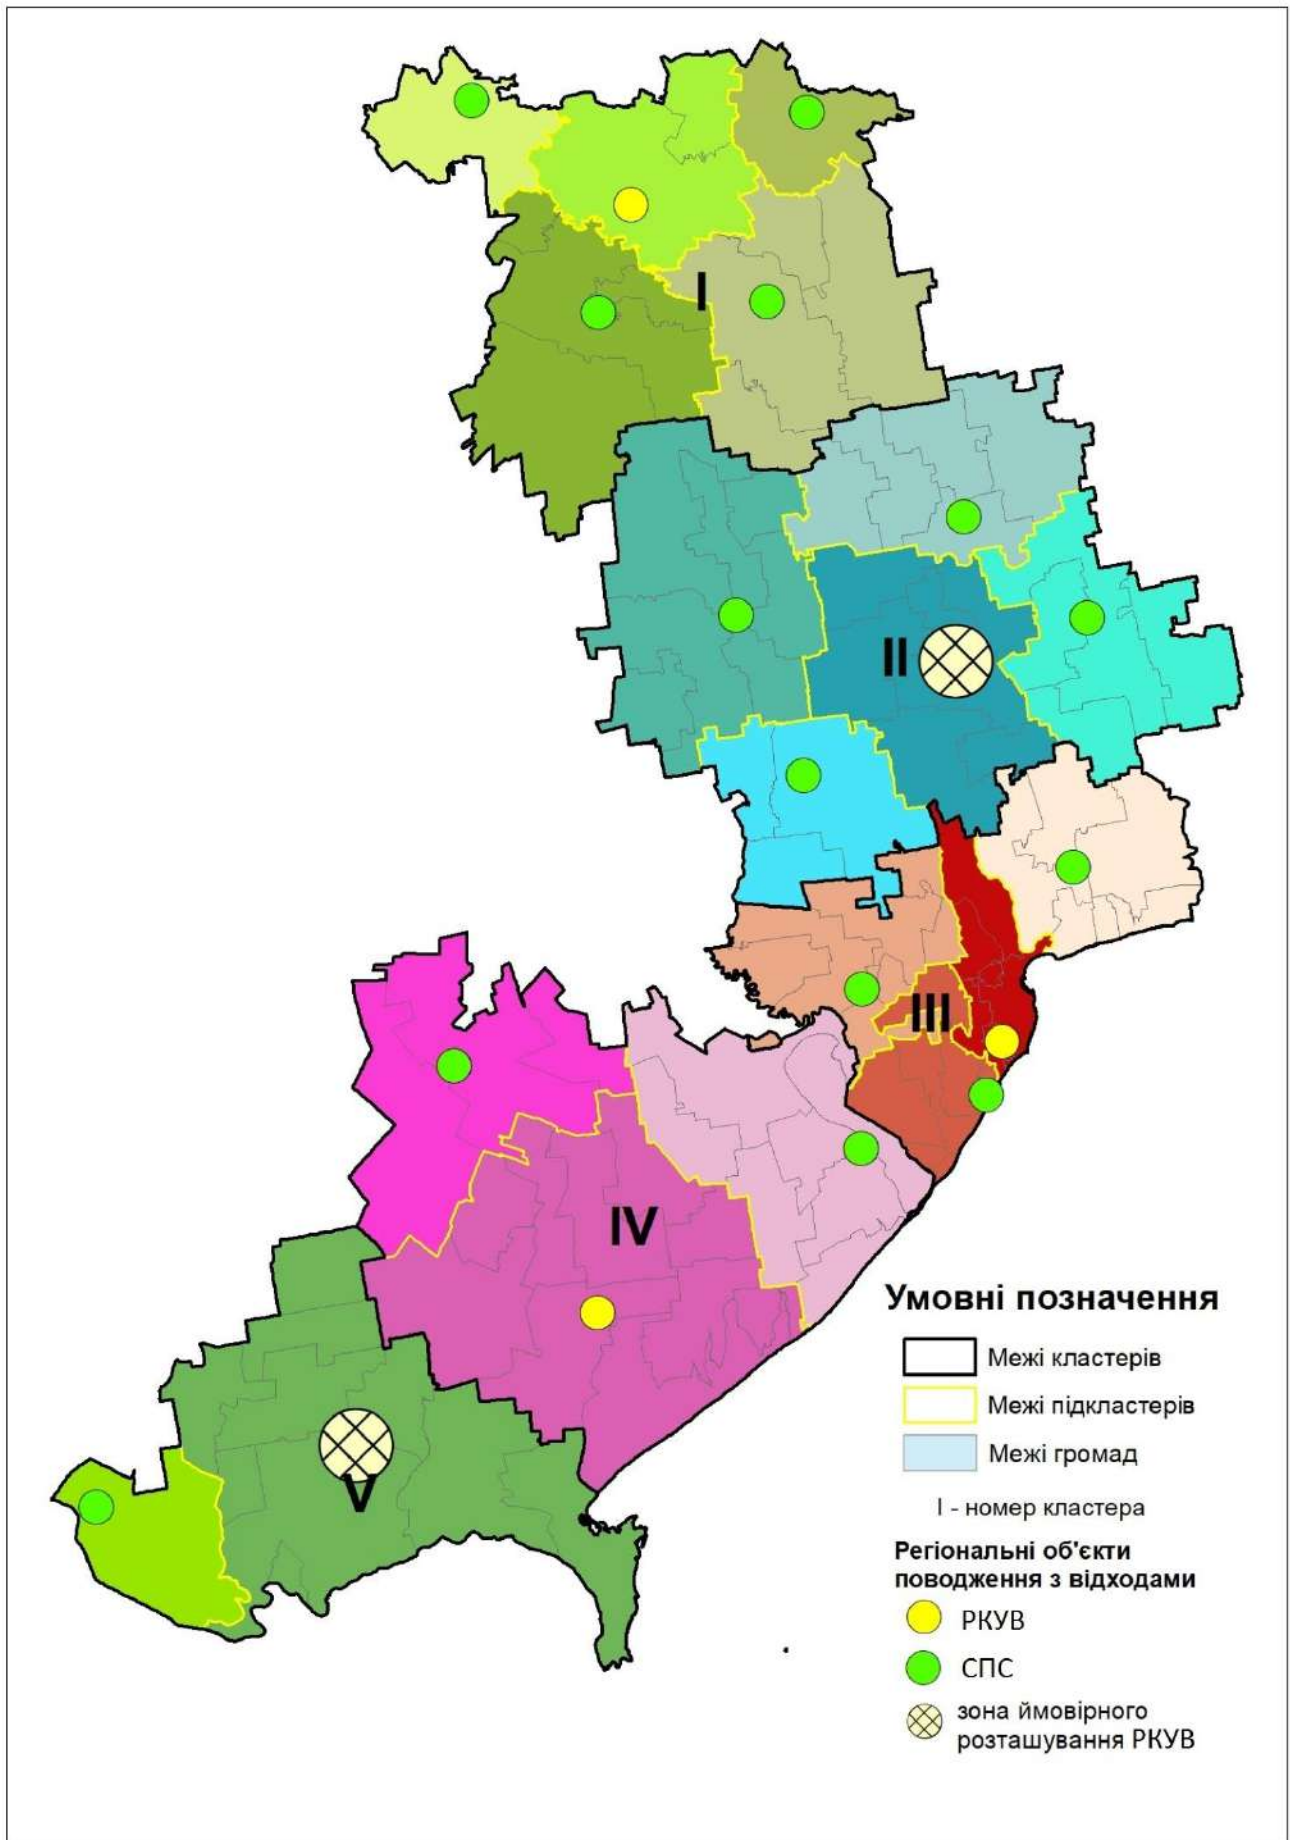 I
II
III
IV
V
Умовні позначення
Межі кластерів
Межі підкластерів
Межі громад
I - номер кластера
Регіональні об'єкти
поводження з відходами
РКУВ
СПС
зона ймовірного
розташування РКУВ